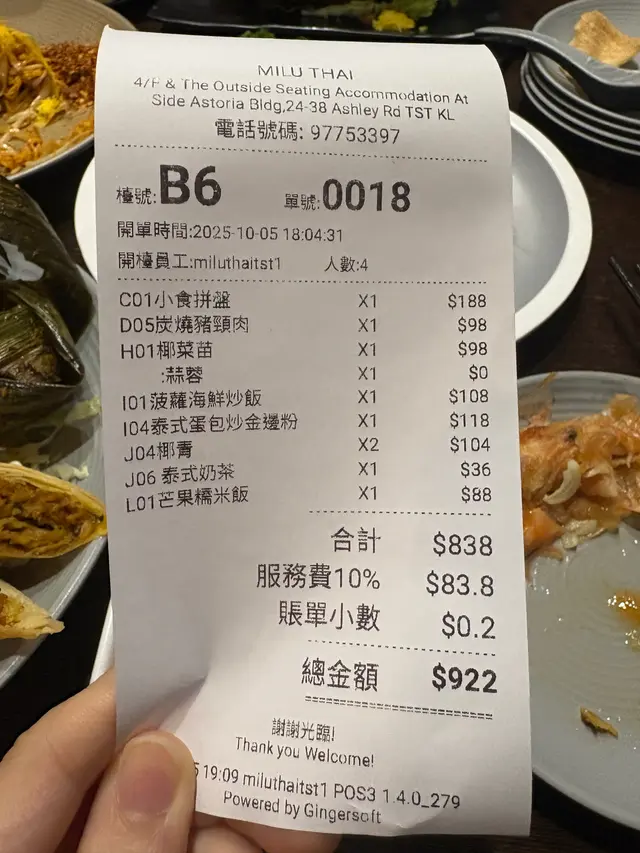 MILU THAI
4/F & The Outside Seating Accommodation At
Side Astoria Bldg,24-38 Ashley Rd TST KL
電話號碼: 97753397
檯號:B6 單號:0018
開單時間:2025-10-05 18:04:31
開檯員工:miluthaitst1 人數:4
C01小食拼盤 X1 $188
D05炭燒豬頸肉 X1 $98
H01椰菜苗 X1 $98
:蒜蓉 X1 $0
I01菠蘿海鮮炒飯 X1 $108
I04泰式蛋包炒金邊粉 X1 $118
J04椰青 X2 $104
J06 泰式奶茶 X1 $36
L01芒果糯米飯 X1 $88
合計 $838
服務費10% $83.8
賬單小數 $0.2
總金額 $922
謝謝光臨!
Thank you Welcome!
19:09 miluthaitst1 POS3 1.4.0_279
Powered by Gingersoft